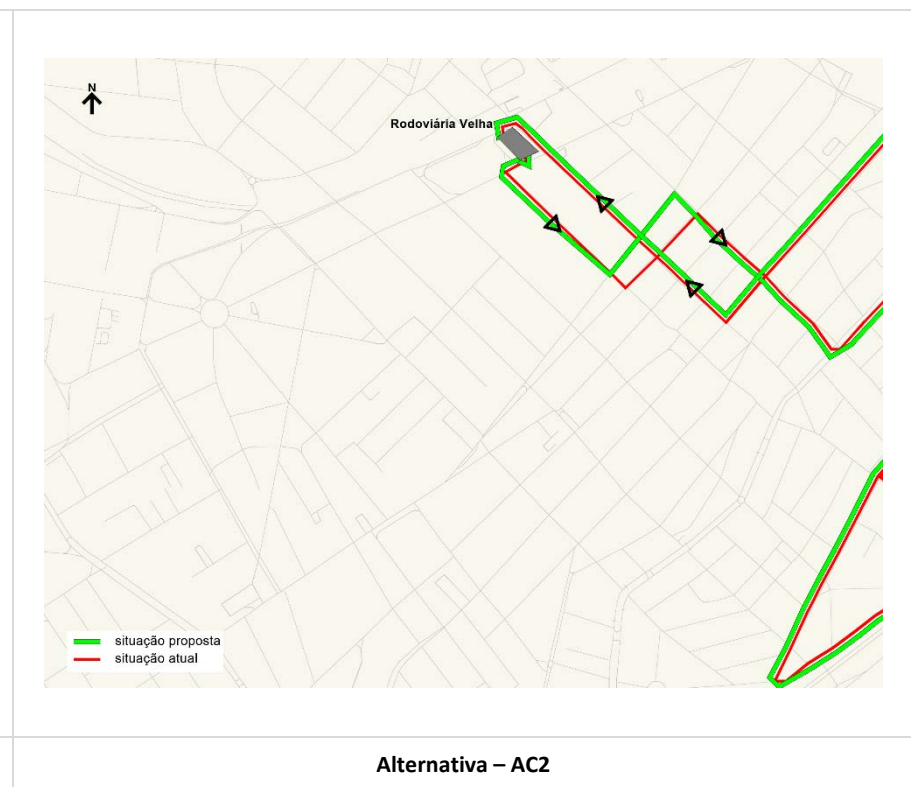 N
Rodoviária Velha
situação proposta
situação atual
Alternativa – AC2